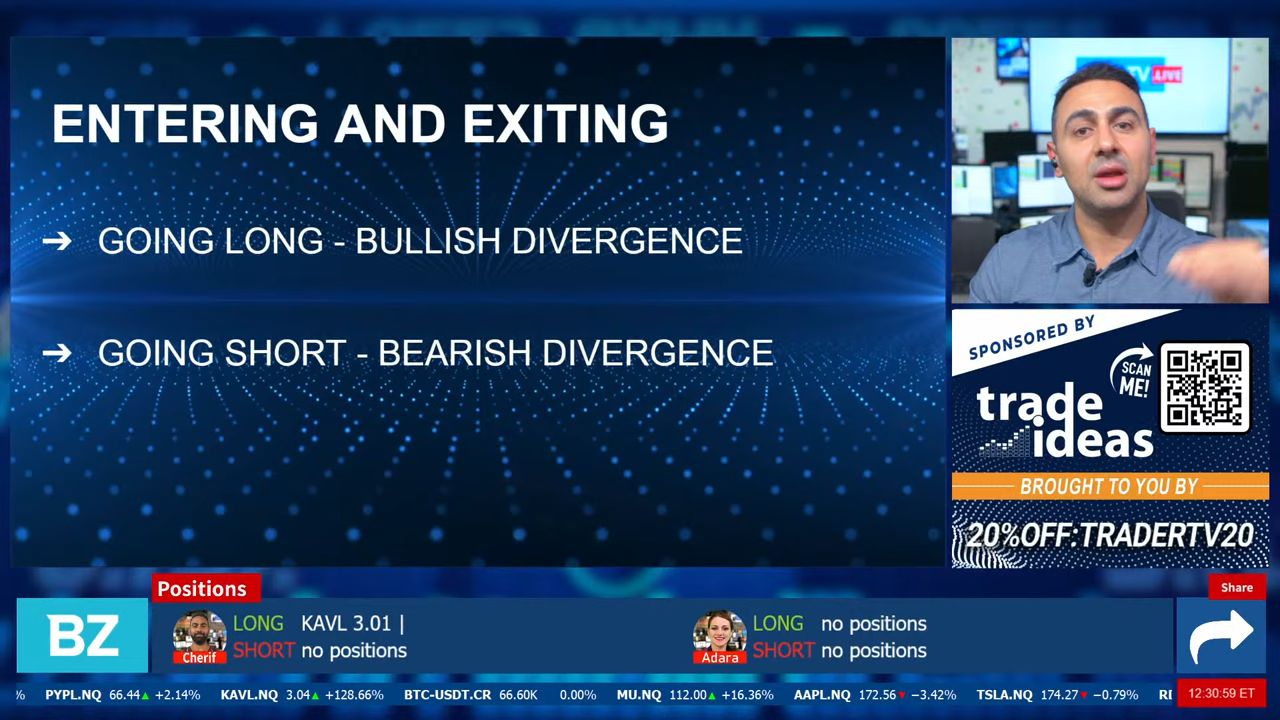 ENTERING AND EXITING
➔ GOING LONG - BULLISH DIVERGENCE
➔ GOING SHORT - BEARISH DIVERGENCE
TV .LIVE
SPONSORED BY
SCAN
ME!
trade
ideas
BROUGHT TO YOU BY
20%OFF:TRADERTV20
Positions
Share
BZ
LONG KAVL 3.01 |
SHORT no positions
Cherif
LONG no positions
SHORT no positions
Adara
% PYPL.NQ 66.44▲ +2.14% KAVL.NQ 3.04▲ +128.66% BTC-USDT.CR 66.60K 0.00% MU.NQ 112.00▲ +16.36% AAPL.NQ 172.56▼ −3.42% TSLA.NQ 174.27▼ −0.79%
12:30:59 ET